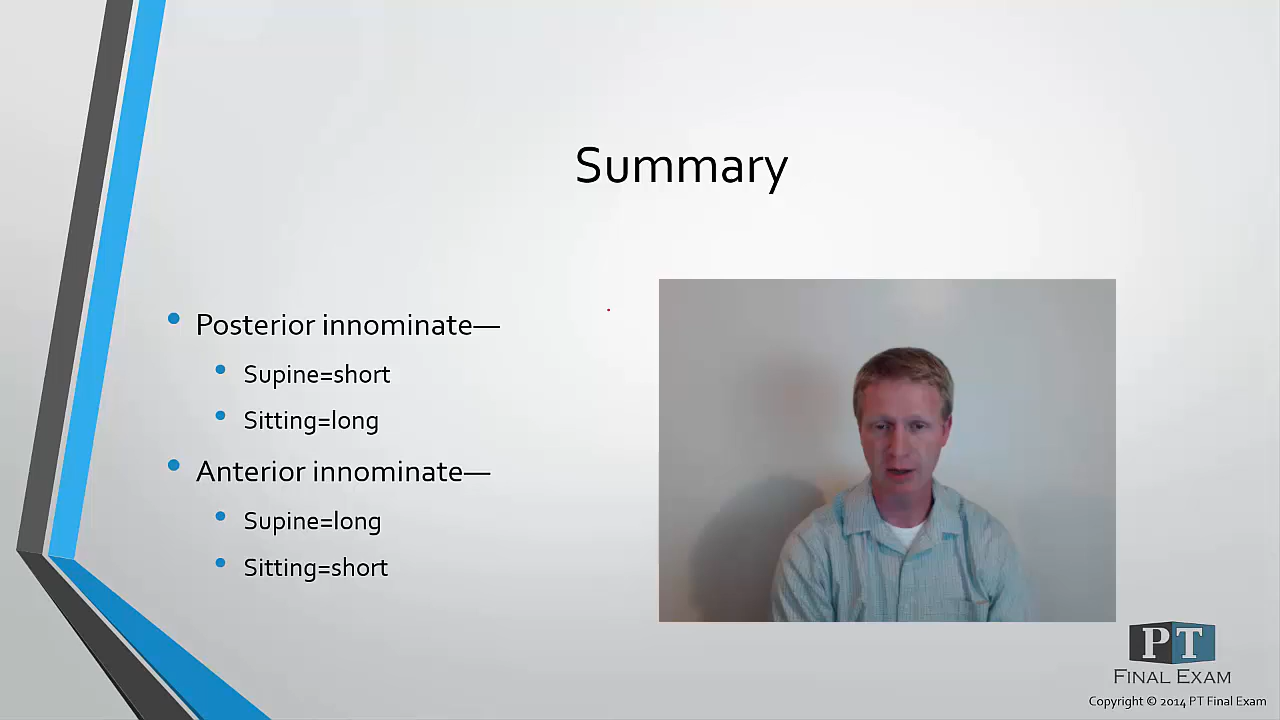 Summary
Posterior innominate—
Supine=short
Sitting=long
Anterior innominate—
Supine=long
Sitting=short
PT
FINAL EXAM
Copyright © 2014 PT Final Exam